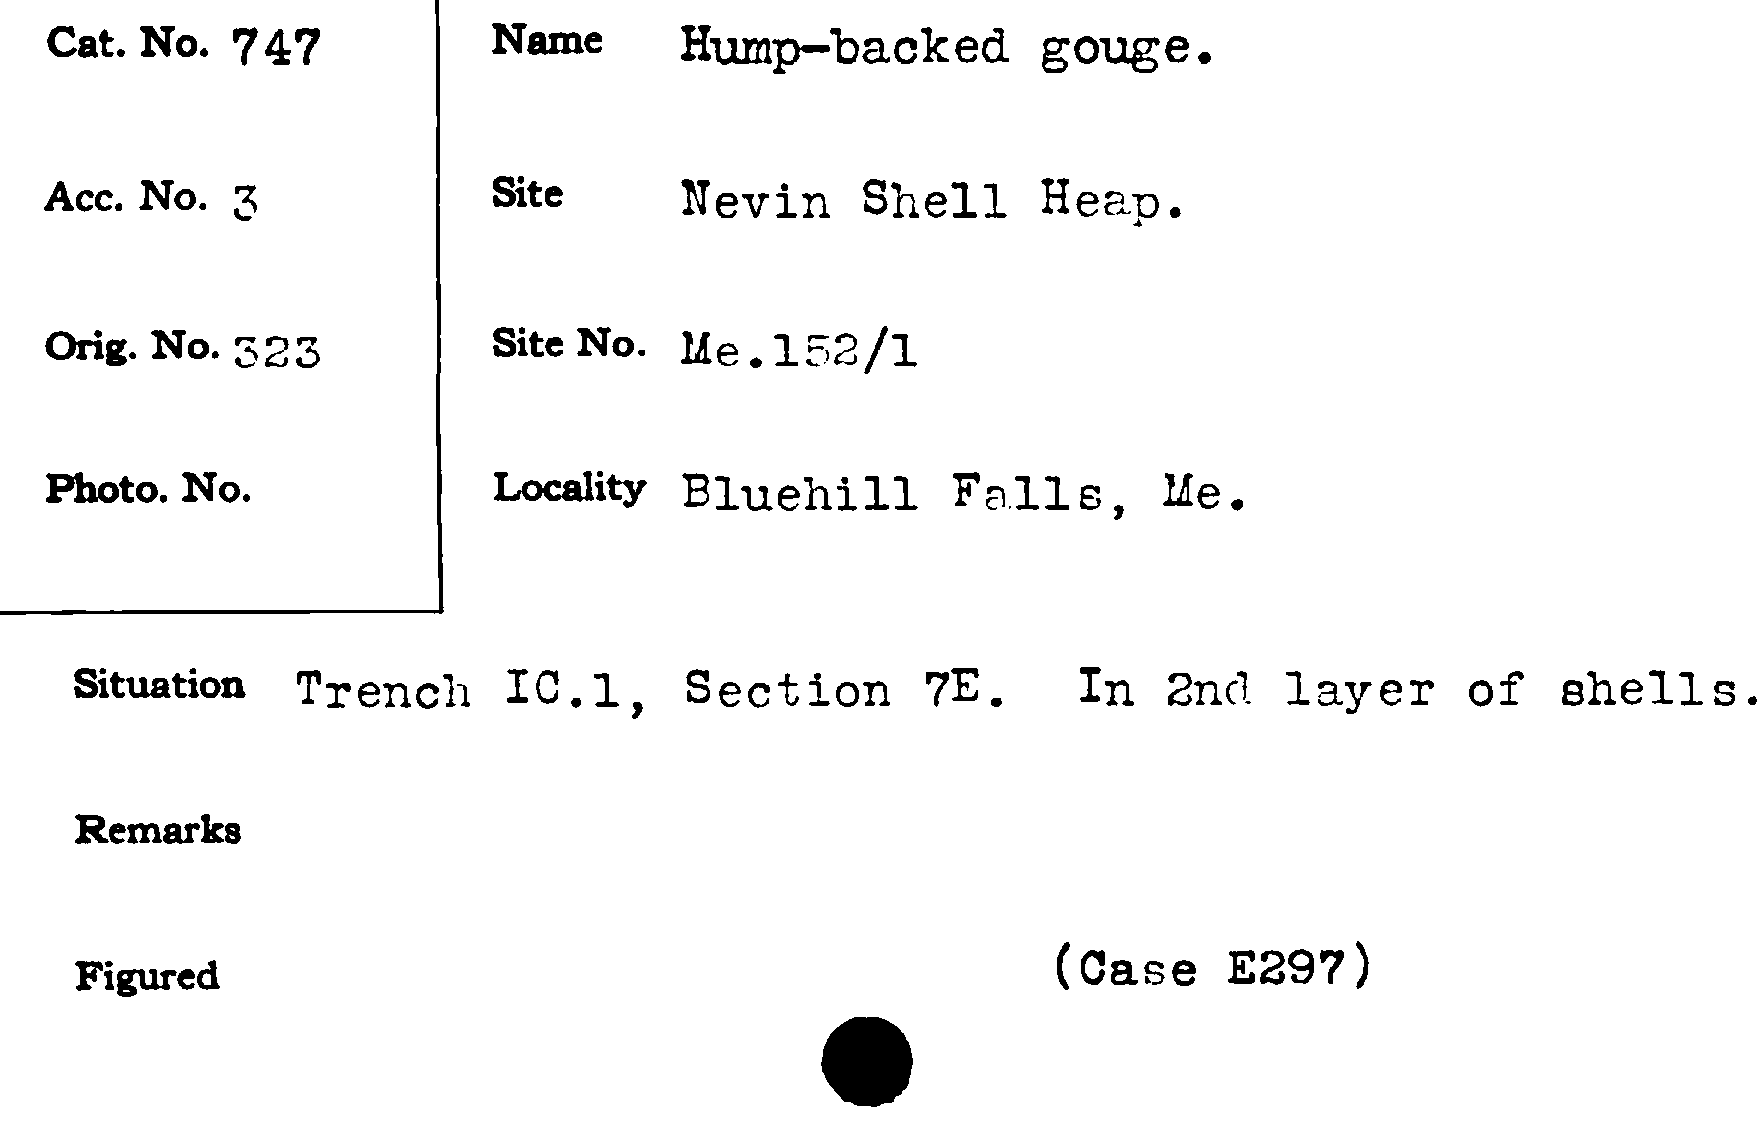 Cat. No. 747
Name Hump-backed gouge.
Acc. No. 3
Site Nevin Shell Heap.
Orig. No. 323
Site No. Me.152/1
Photo. No.
Locality Bluehill Falls, Me.
Situation Trench IC.1, Section 7E. In 2nd layer of shells.
Remarks
Figured
(Case E297)